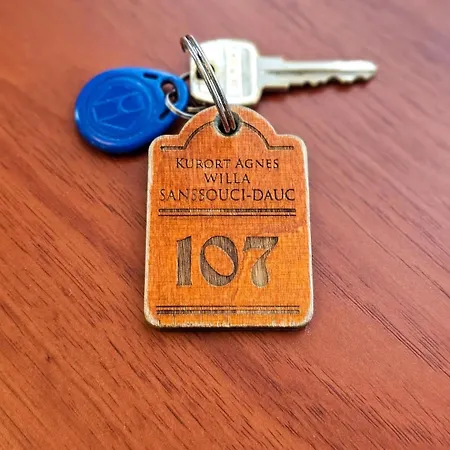 KURORT AGNES
WILLA
SANSSOUCI-DAUC
107